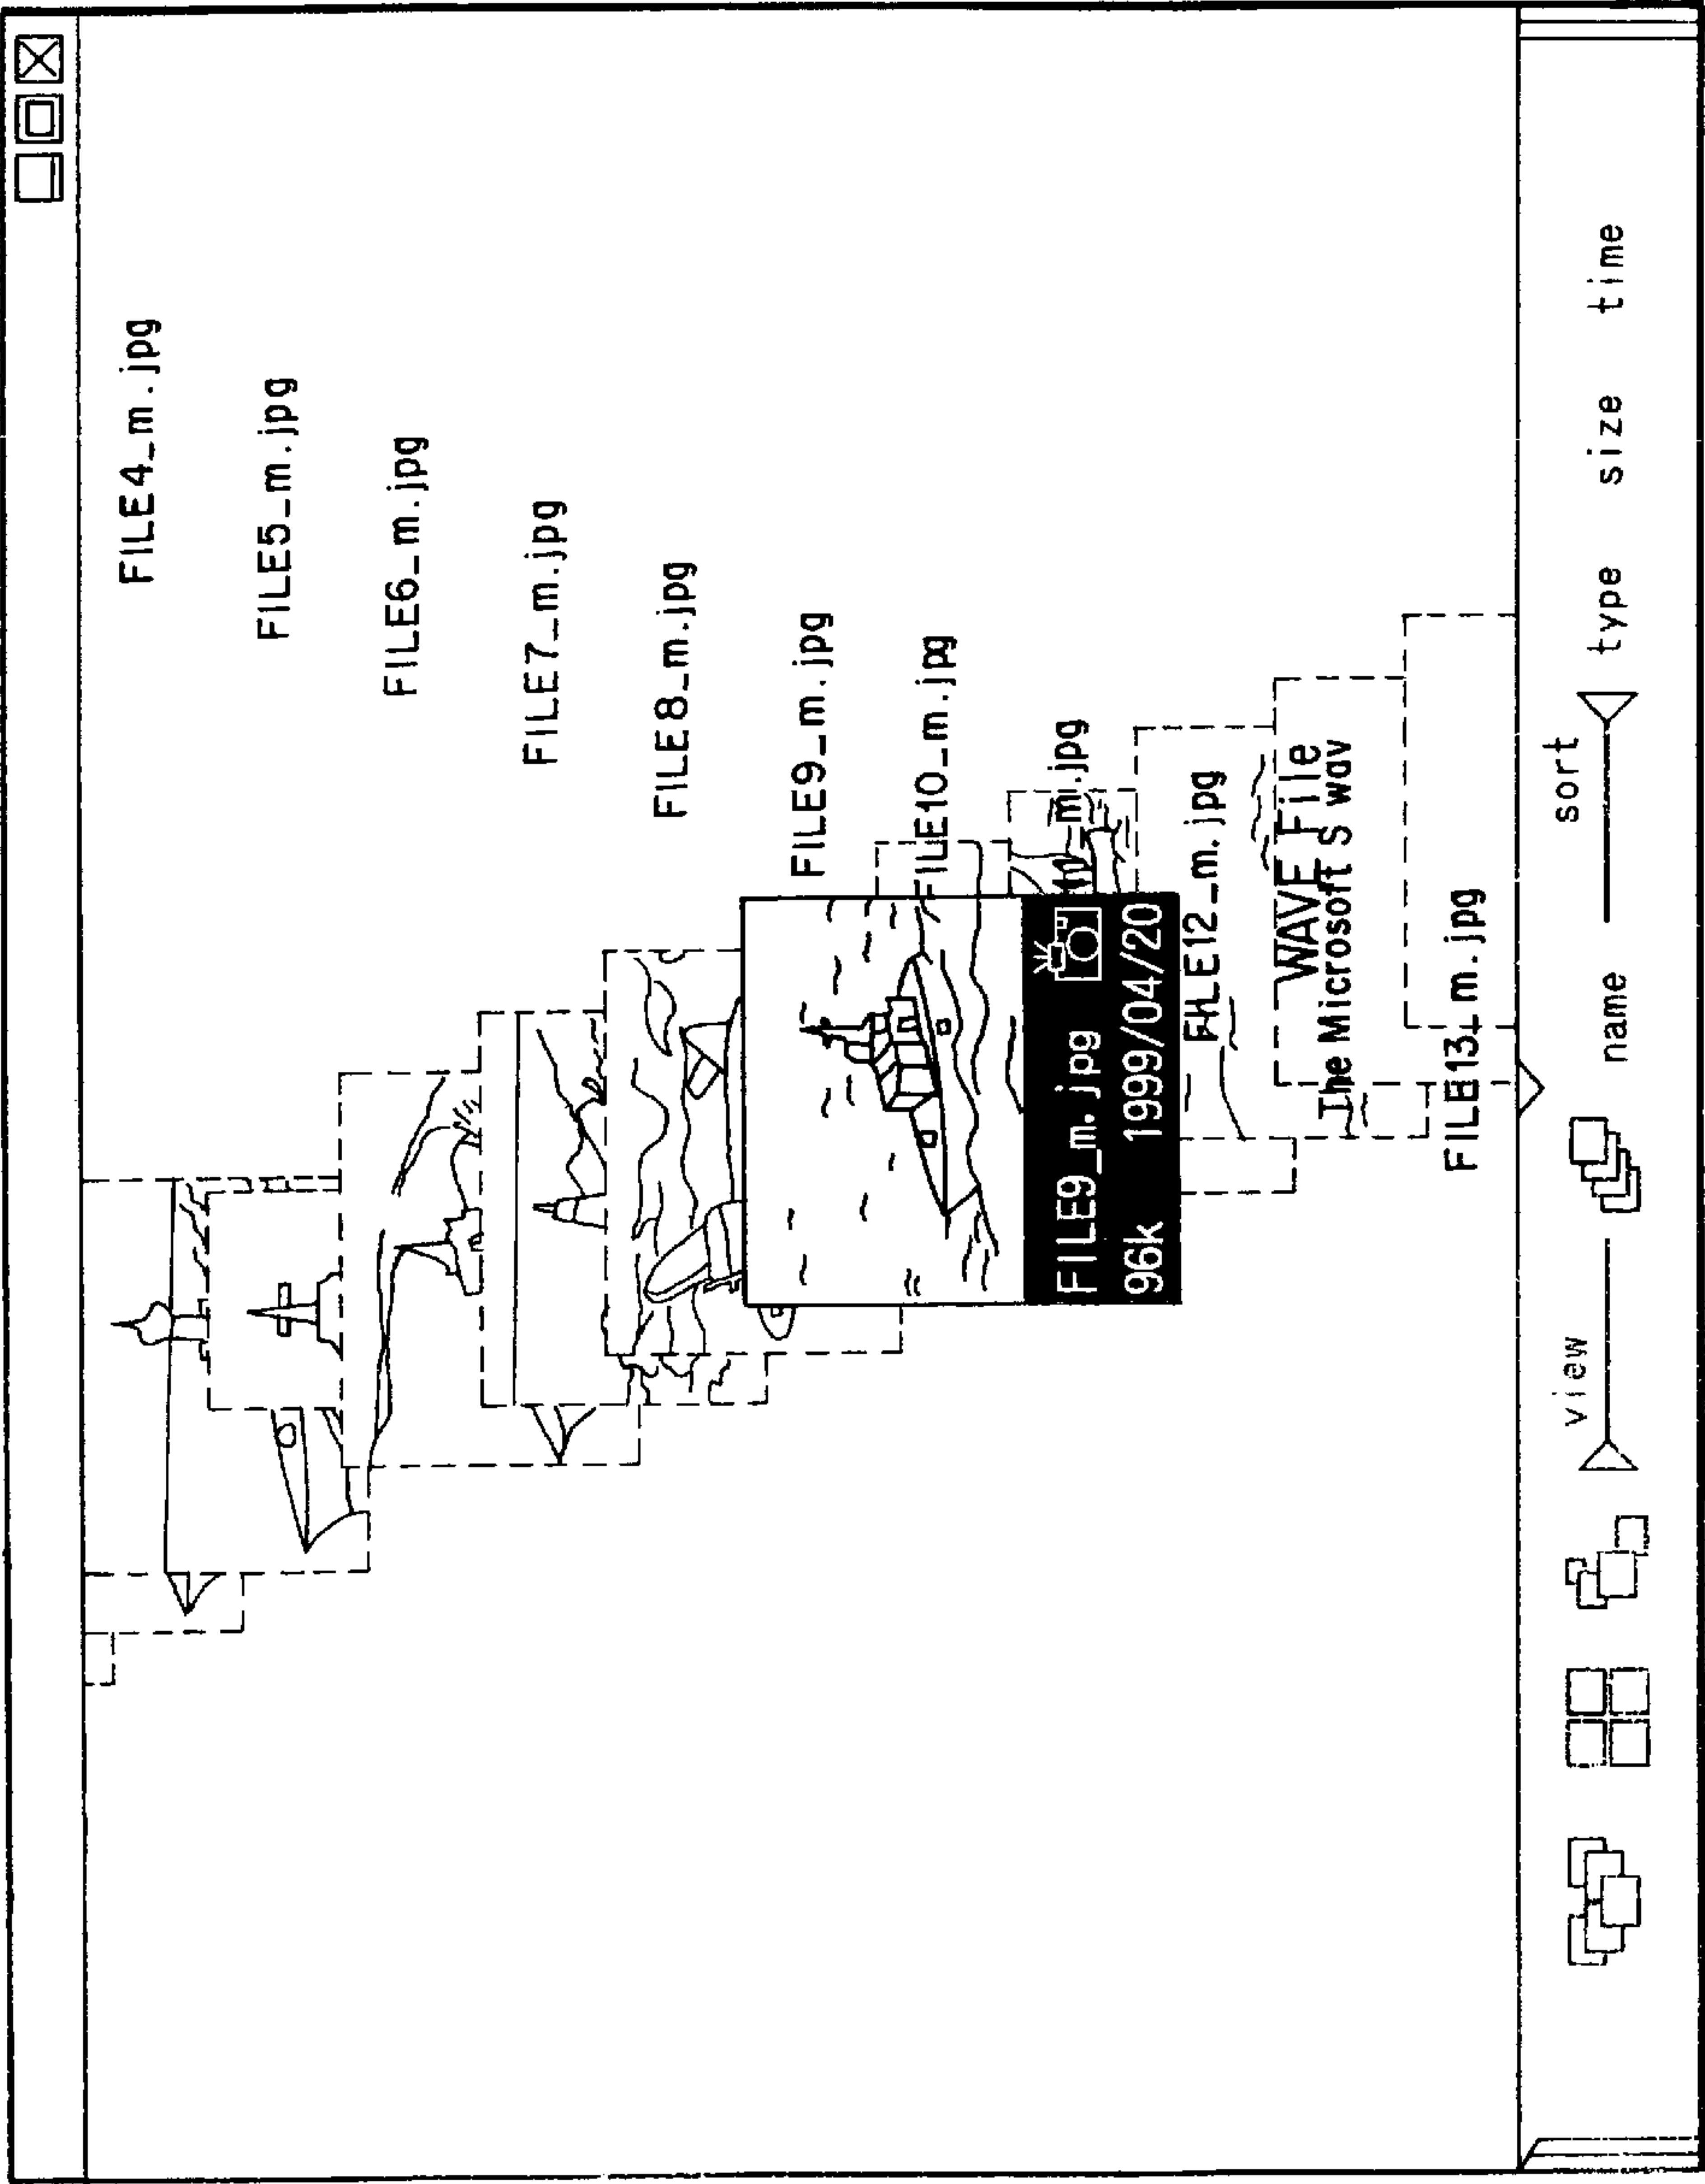 FILE4_m.jpg
FILE5_m.jpg
FILE6_m.jpg
FILE7_m.jpg
FILE8_m.jpg
FILE9_m.jpg
FILE10_m.jpg
11 m.jpg
FILE9_m.jpg
96k 1999/04/20
FILE12_m.jpg
WAVE File
The Microsoft S wav
FILE13_m.jpg
view
sort
name type size time